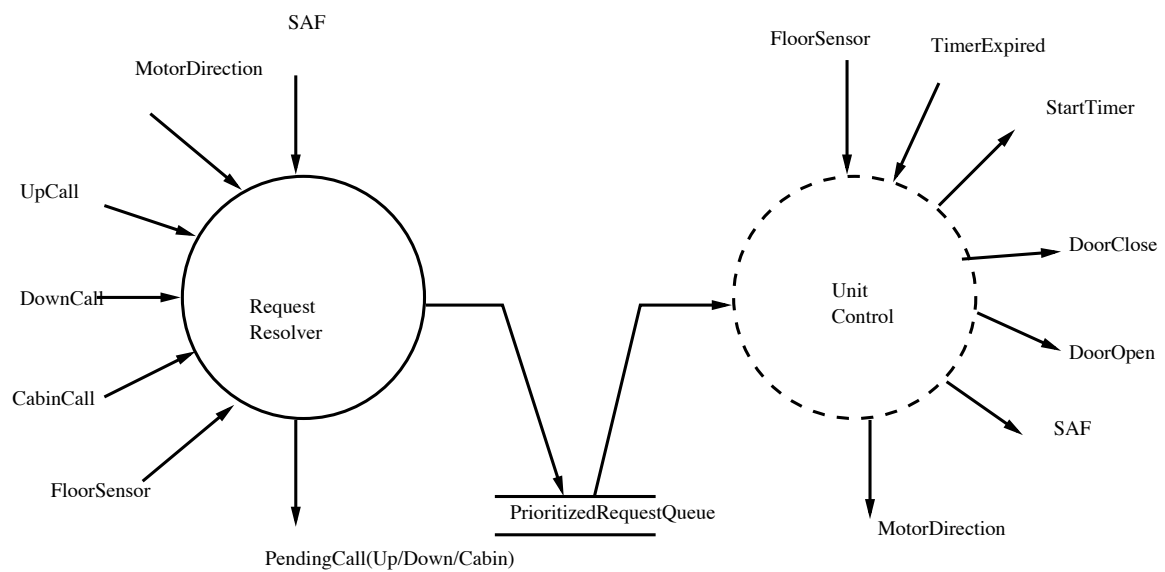 SAF
MotorDirection
UpCall
DownCall
CabinCall
FloorSensor
Request
Resolver
PendingCall(Up/Down/Cabin)
PrioritizedRequestQueue
FloorSensor
TimerExpired
StartTimer
DoorClose
DoorOpen
SAF
MotorDirection
Unit
Control